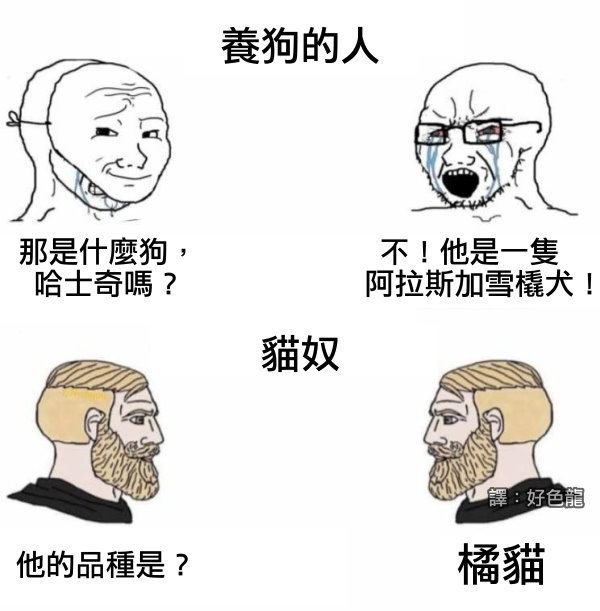 養狗的人
那是什麼狗，
哈士奇嗎？
不！他是一隻
阿拉斯加雪橇犬！
貓奴
譯：好色龍
他的品種是？
橘貓